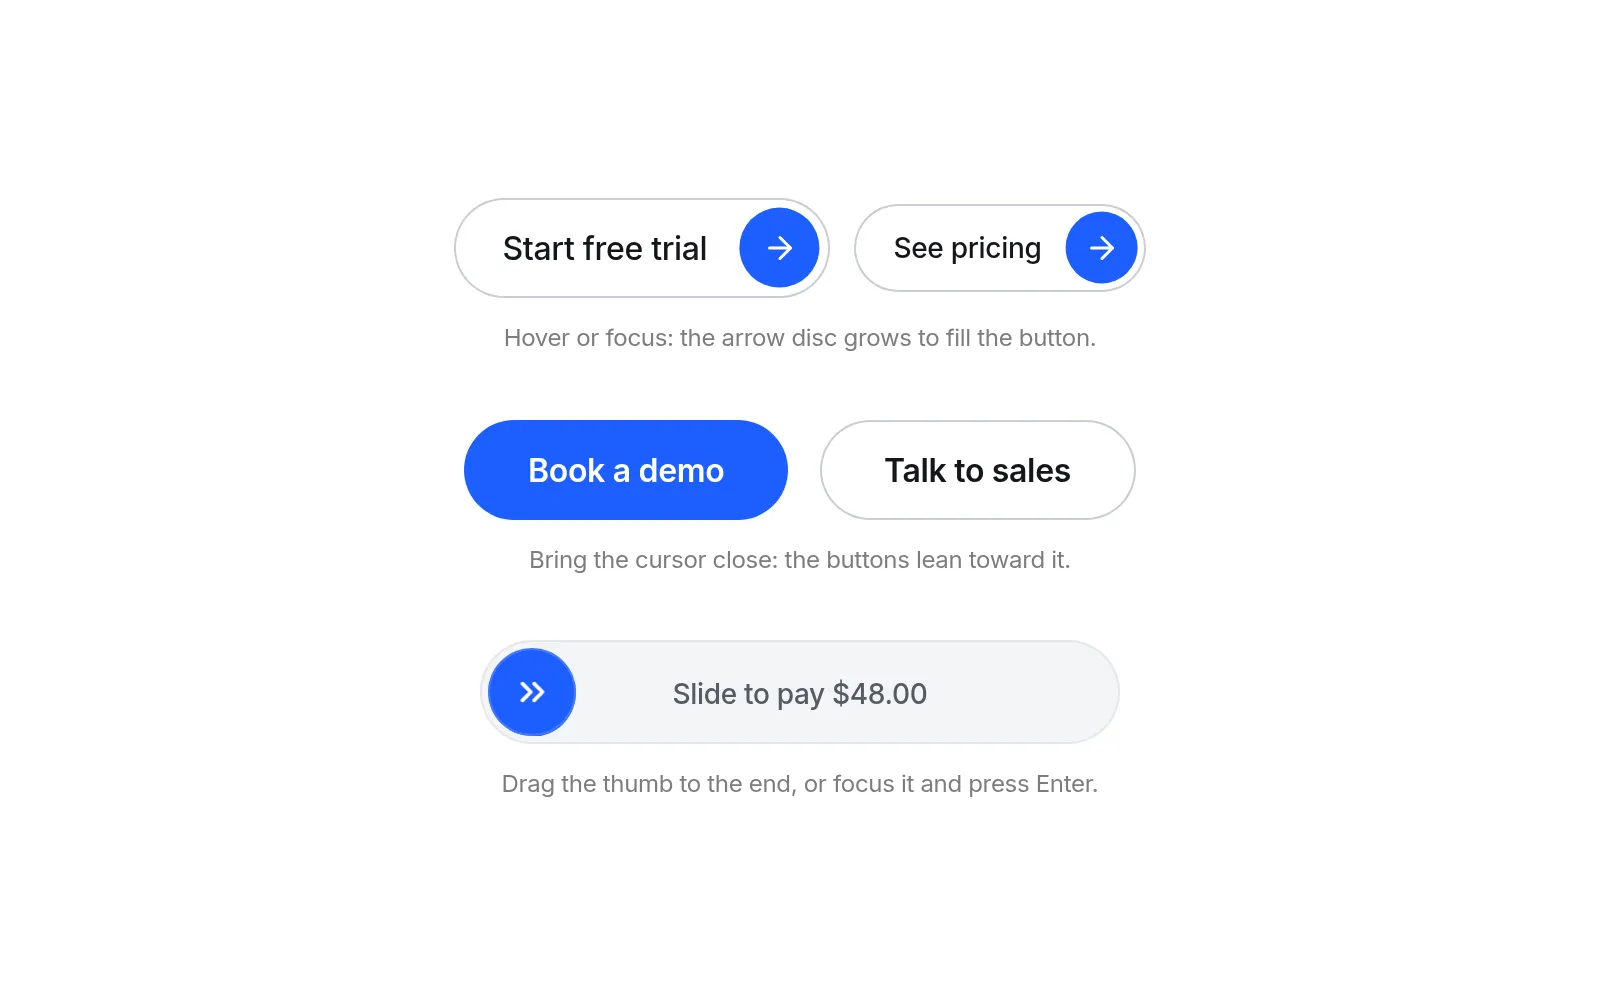 Start free trial
See pricing
Hover or focus: the arrow disc grows to fill the button.
Book a demo
Talk to sales
Bring the cursor close: the buttons lean toward it.
Slide to pay $48.00
Drag the thumb to the end, or focus it and press Enter.